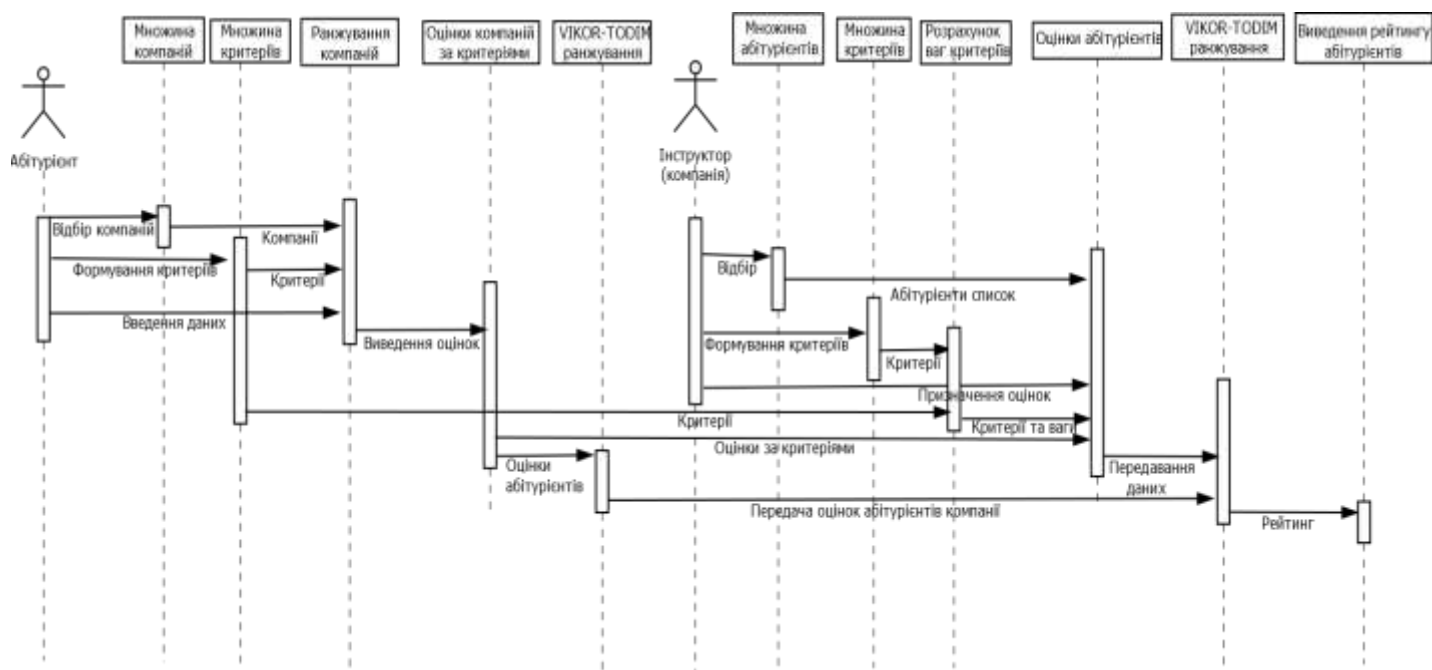 Множина
компаній
Множина
критеріїв
Ранжування
компаній
Оцінки компаній
за критеріями
VIKOR-TODIM
ранжування
Множина
абітурієнтів
Множина
критеріїв
Розрахунок
ваг критеріїв
Оцінки абітурієнтів
VIKOR-TODIM
ранжування
Виведення рейтингу
абітурієнтів
Абітурієнт
Інструктор
(компанія)
Відбір компаній
Компанії
Формування критеріїв
Критерії
Введення даних
Виведення оцінок
Відбір
Абітурієнти список
Формування критеріїв
Критерії
Призначення оцінок
Критерії
Критерії та ваги
Оцінки за критеріями
Оцінки
абітурієнтів
Передавання
даних
Передача оцінок абітурієнтів компанії
Рейтинг